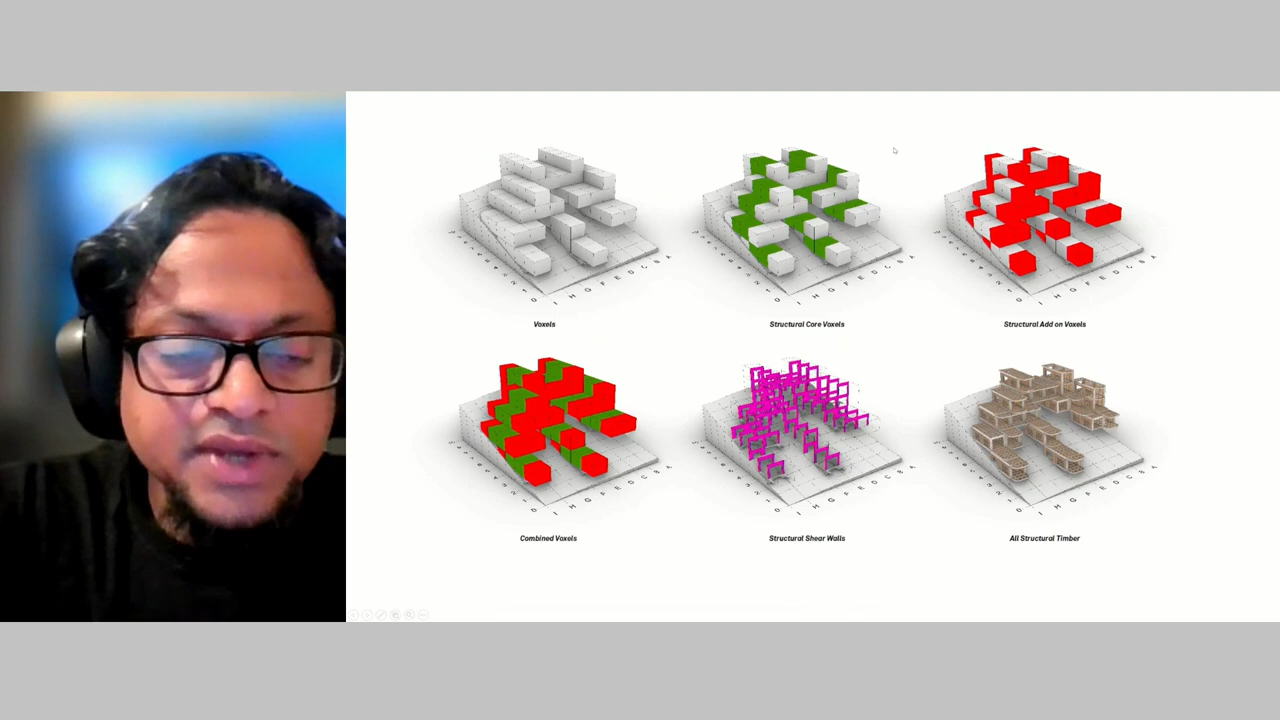 Voxels
Structural Core Voxels
Structural Add on Voxels
Combined Voxels
Structural Shear Walls
All Structural Timber